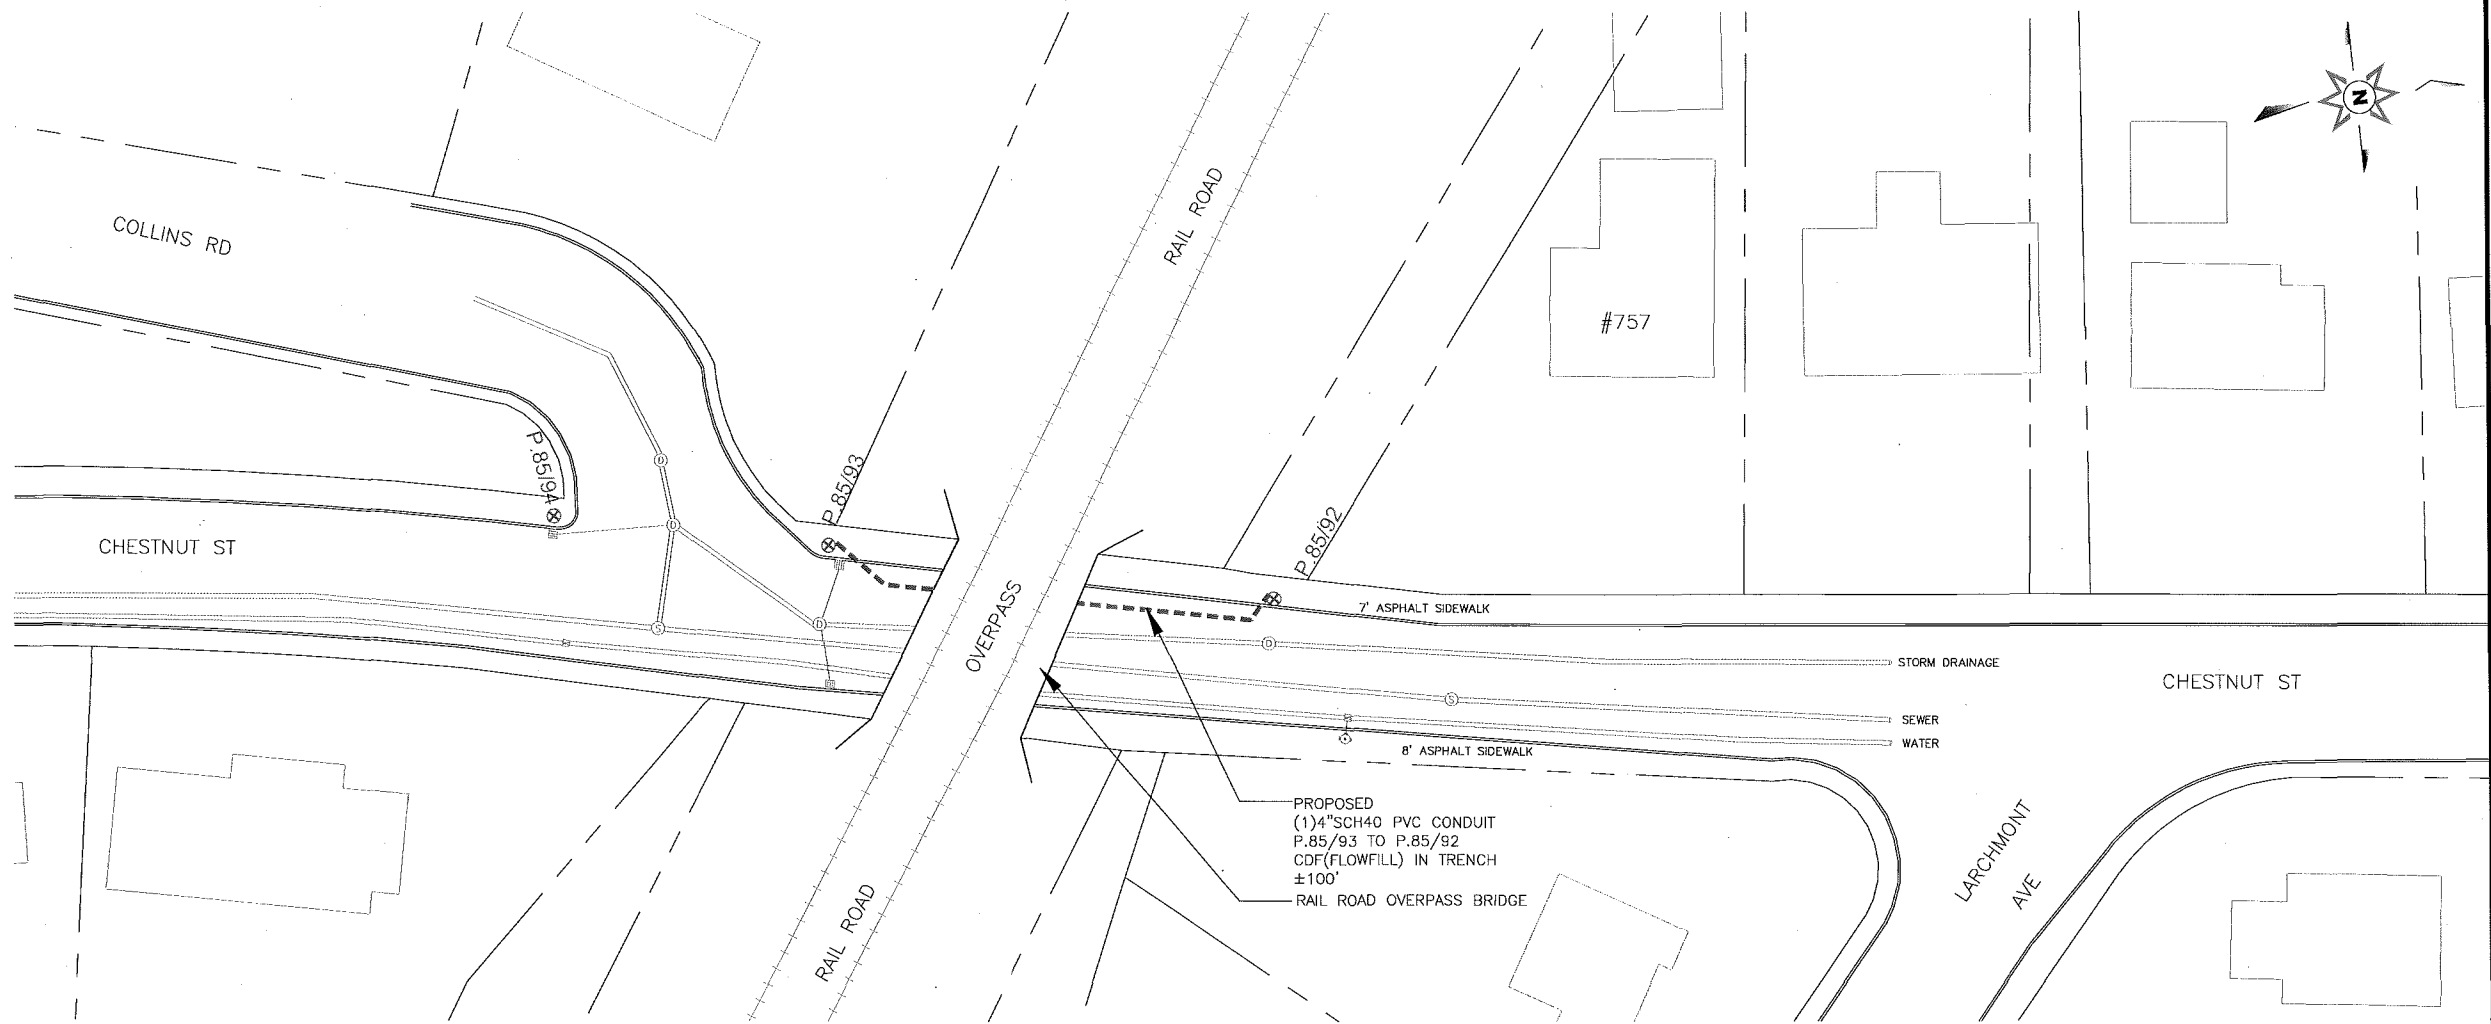 N
COLLINS RD
RAIL ROAD
#757
P.85/9A
P.85/93
P.85/92
CHESTNUT ST
D
D
D
S
OVERPASS
7' ASPHALT SIDEWALK
D
STORM DRAINAGE
CHESTNUT ST
S
SEWER
WATER
8' ASPHALT SIDEWALK
PROPOSED
(1)4"SCH40 PVC CONDUIT
P.85/93 TO P.85/92
CDF(FLOWFILL) IN TRENCH
±100'
RAIL ROAD OVERPASS BRIDGE
RAIL ROAD
LARCHMONT
AVE